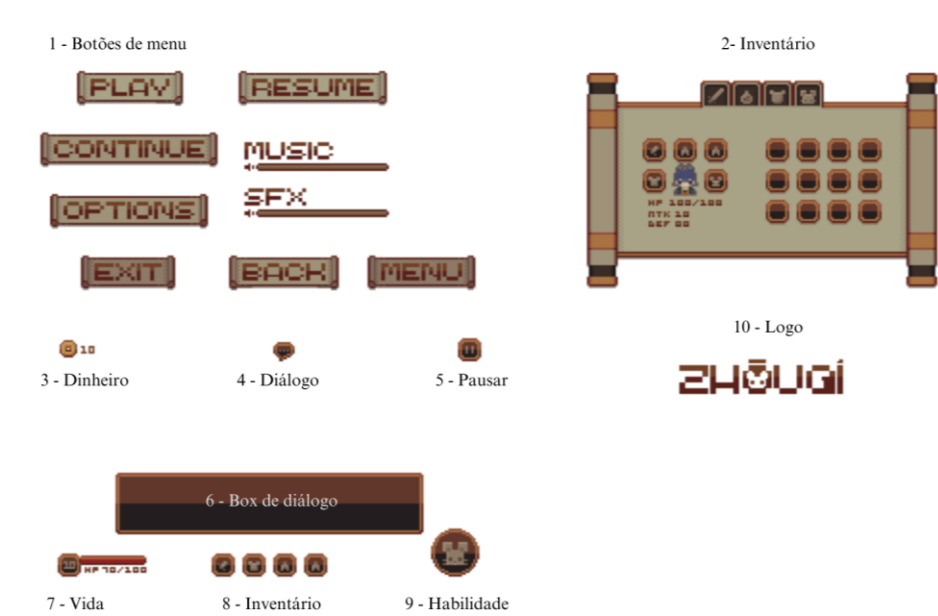 1 - Botões de menu
2- Inventário
PLAY
RESUME
CONTINUE
MUSIC
SFX
OPTIONS
EXIT
BACK
MENU
HP 100/100
ATK 10
DEF 00
10
3 - Dinheiro
4 - Diálogo
5 - Pausar
10 - Logo
ZHŌUGÍ
6 - Box de diálogo
10
HP 70/100
7 - Vida
8 - Inventário
9 - Habilidade